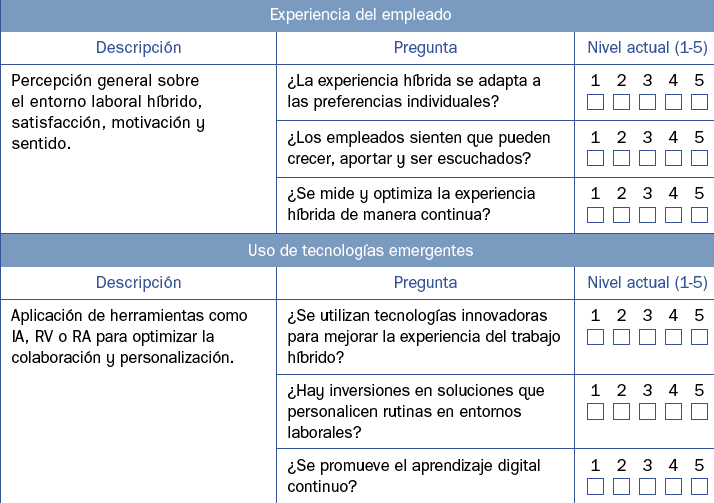 Experiencia del empleado
Descripción
Pregunta
Nivel actual (1-5)
Percepción general sobre
el entorno laboral híbrido,
satisfacción, motivación y
sentido.
¿La experiencia híbrida se adapta a
las preferencias individuales?
1 2 3 4 5
¿Los empleados sienten que pueden
crecer, aportar y ser escuchados?
1 2 3 4 5
¿Se mide y optimiza la experiencia
híbrida de manera continua?
1 2 3 4 5
Uso de tecnologías emergentes
Descripción
Pregunta
Nivel actual (1-5)
Aplicación de herramientas como
IA, RV o RA para optimizar la
colaboración y personalización.
¿Se utilizan tecnologías innovadoras
para mejorar la experiencia del trabajo
híbrido?
1 2 3 4 5
¿Hay inversiones en soluciones que
personalicen rutinas en entornos
laborales?
1 2 3 4 5
¿Se promueve el aprendizaje digital
continuo?
1 2 3 4 5